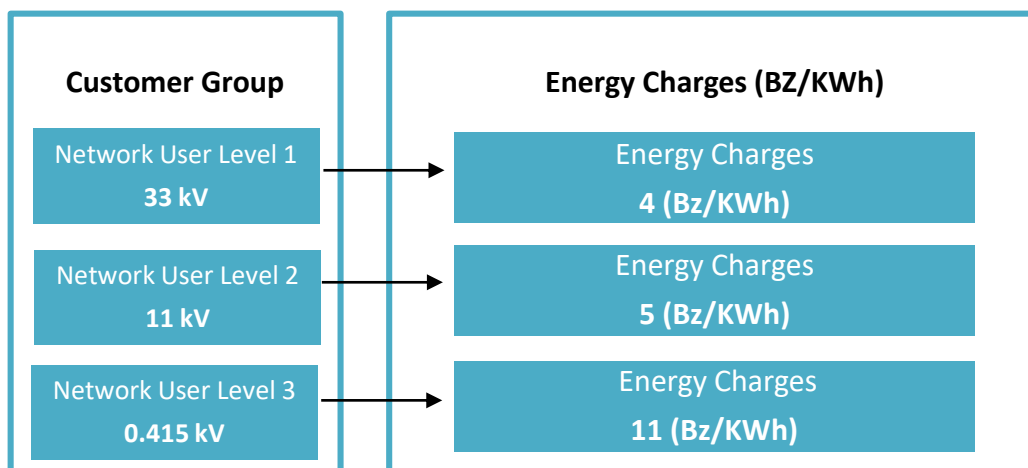 Customer Group
Energy Charges (BZ/KWh)
Network User Level 1
33 kV
Energy Charges
4 (Bz/KWh)
Network User Level 2
11 kV
Energy Charges
5 (Bz/KWh)
Network User Level 3
0.415 kV
Energy Charges
11 (Bz/KWh)